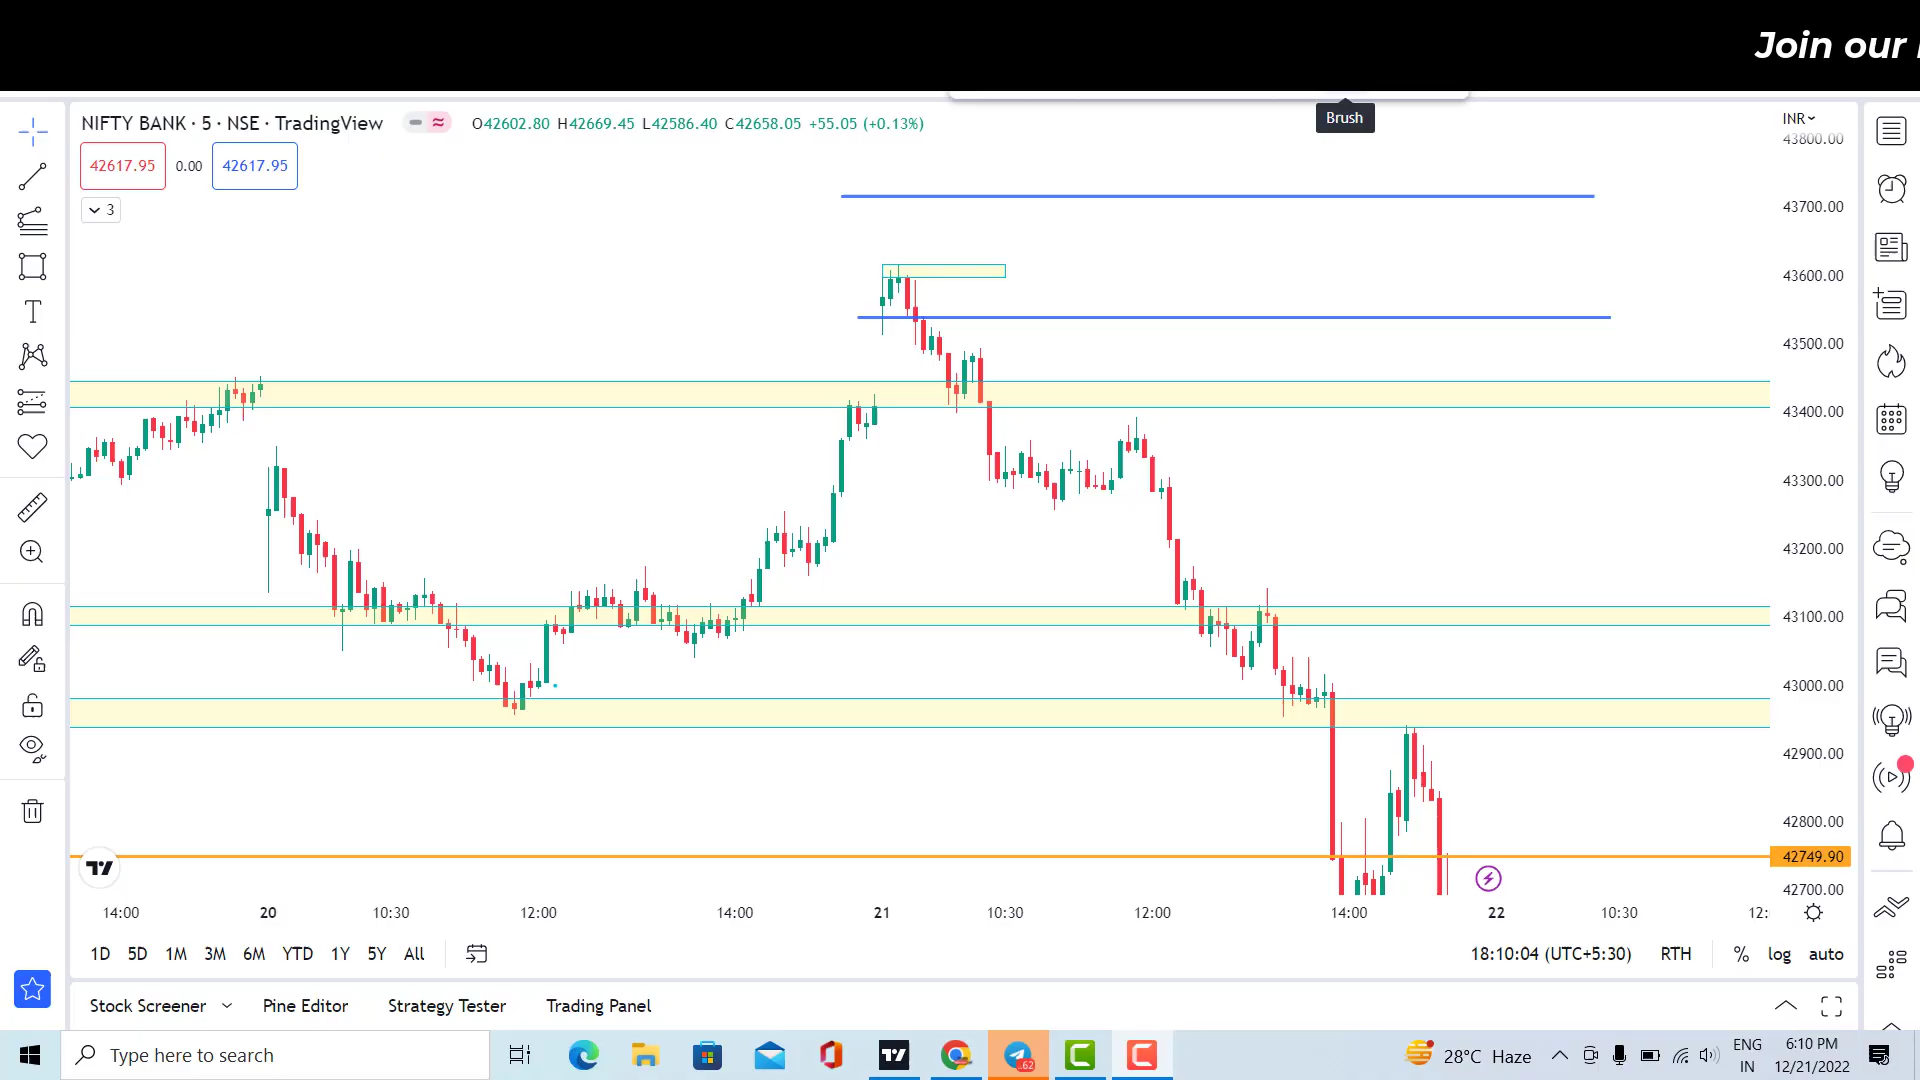 Join our
Brush
NIFTY BANK · 5 · NSE · TradingView
O42602.80 H42669.45 L42586.40 C42658.05 +55.05 (+0.13%)
INR
43800.00
42617.95 0.00 42617.95
3
43700.00
43600.00
43500.00
43400.00
43300.00
43200.00
43100.00
43000.00
42900.00
42800.00
42749.90
42700.00
14:00 20 10:30 12:00 14:00 21 10:30 12:00 14:00 22 10:30 12:
1D 5D 1M 3M 6M YTD 1Y 5Y All
18:10:04 (UTC+5:30) RTH % log auto
Stock Screener Pine Editor Strategy Tester Trading Panel
Type here to search
62
28°C Haze
ENG
IN
6:10 PM
12/21/2022